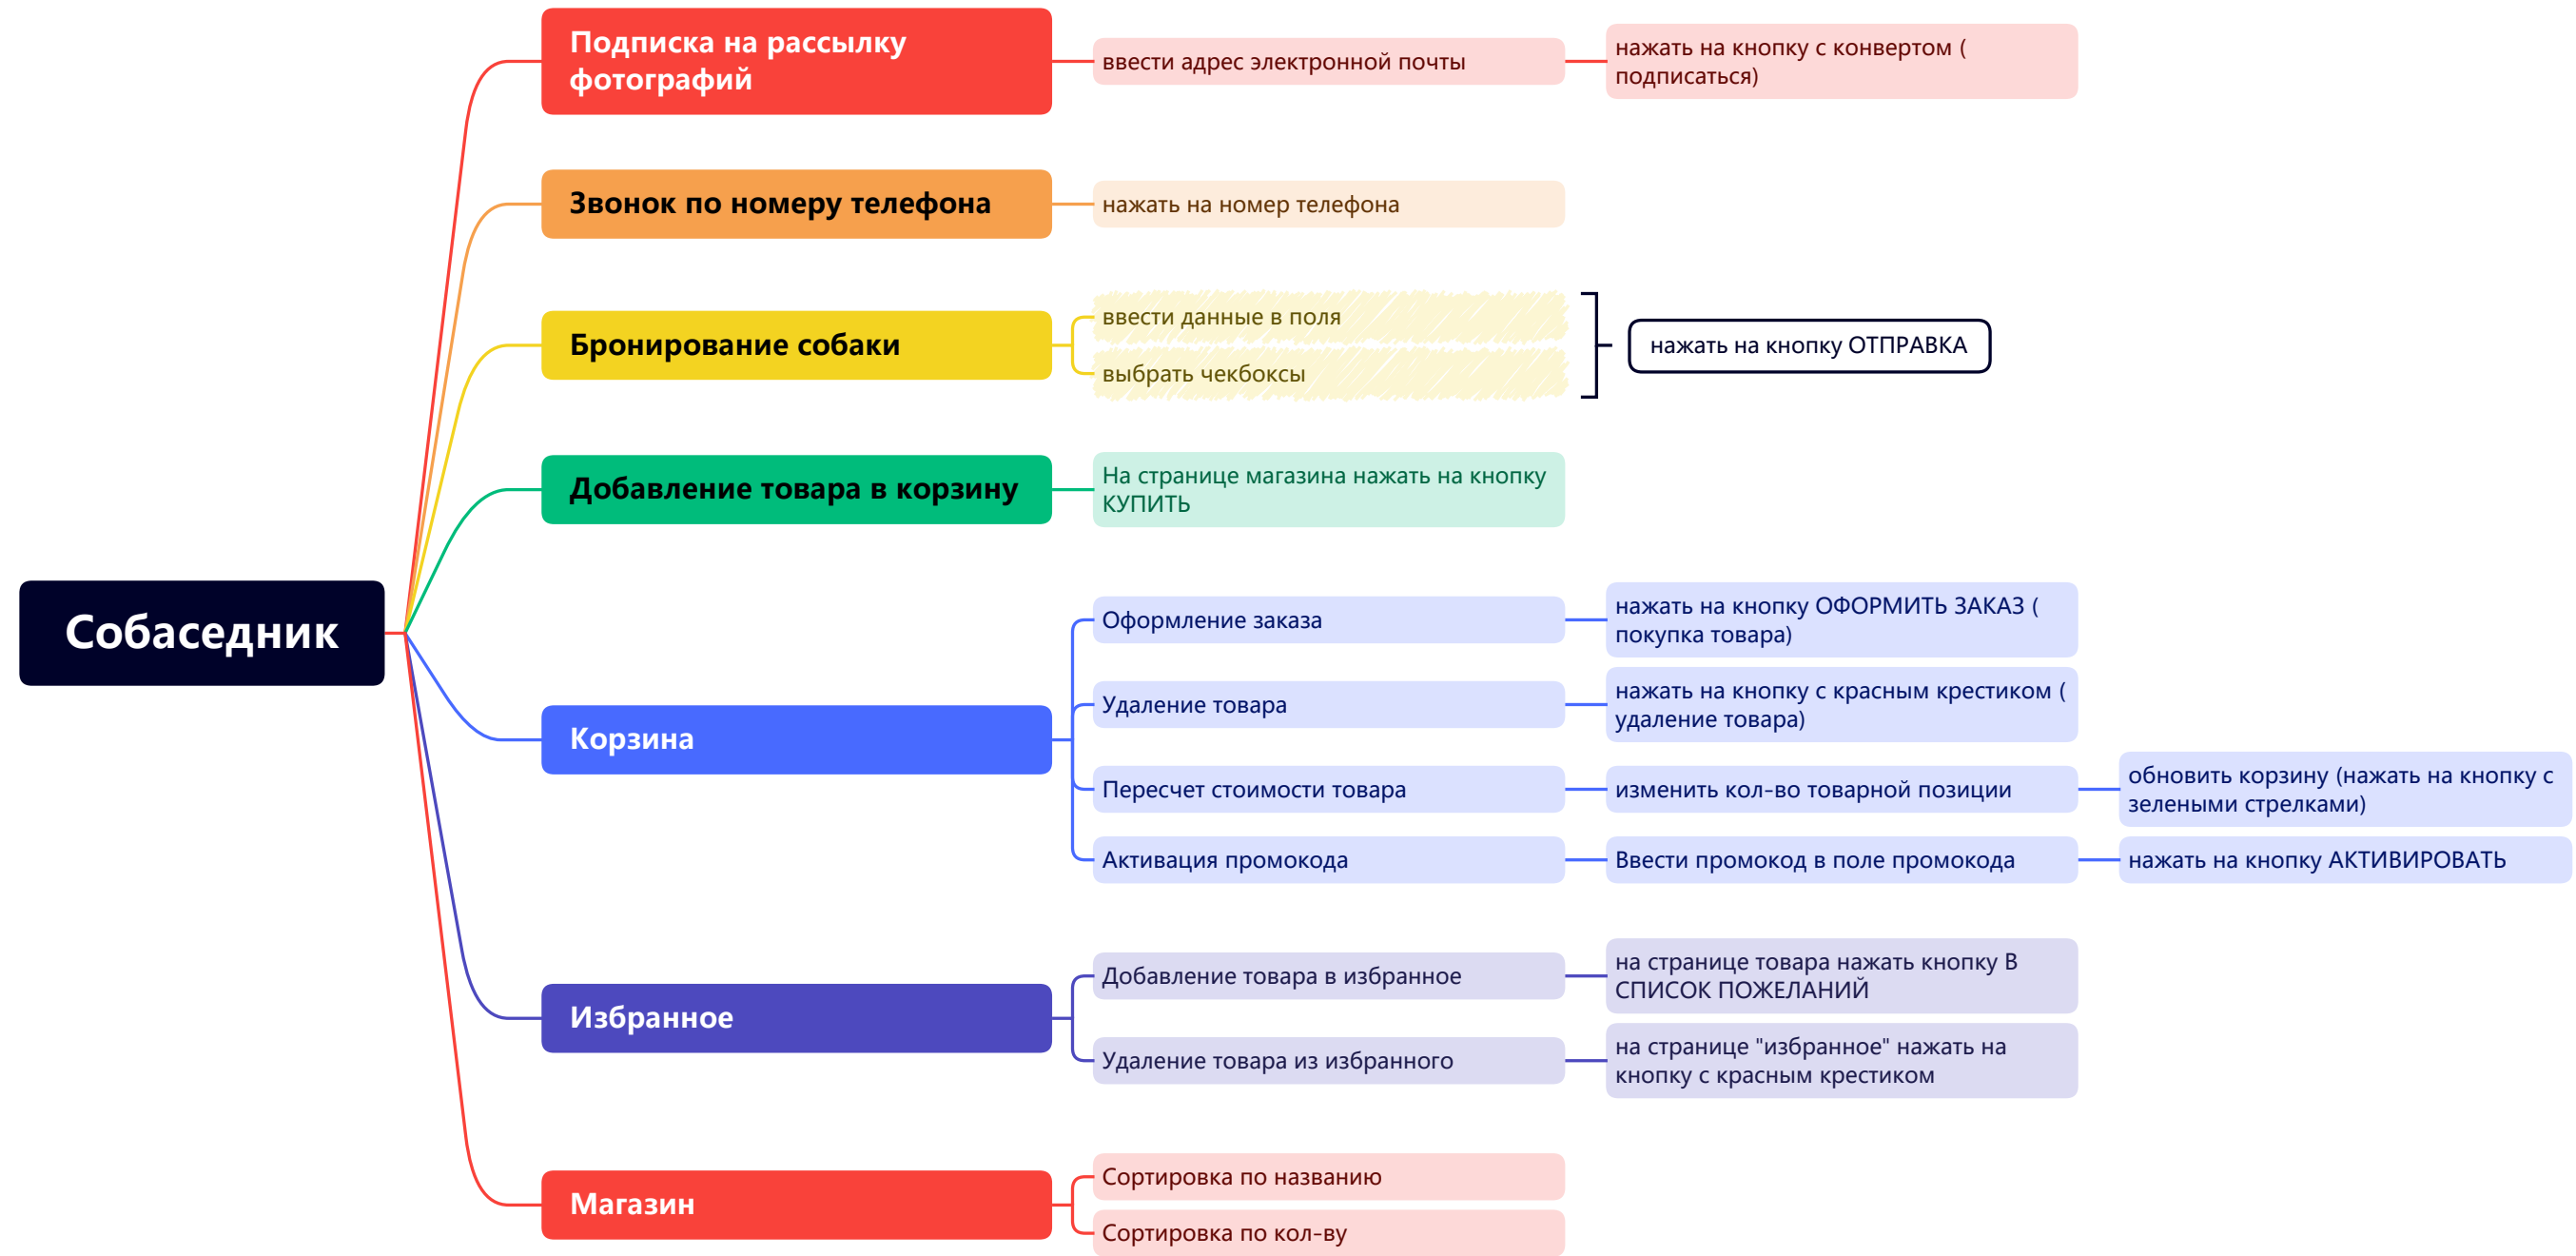 Собаседник
Подписка на рассылку
фотографий
ввести адрес электронной почты
нажать на кнопку с конвертом (
подписаться)
Звонок по номеру телефона
нажать на номер телефона
Бронирование собаки
ввести данные в поля
выбрать чекбоксы
нажать на кнопку ОТПРАВКА
Добавление товара в корзину
На странице магазина нажать на кнопку
КУПИТЬ
Корзина
Оформление заказа
нажать на кнопку ОФОРМИТЬ ЗАКАЗ (
покупка товара)
Удаление товара
нажать на кнопку с красным крестиком (
удаление товара)
Пересчет стоимости товара
изменить кол-во товарной позиции
обновить корзину (нажать на кнопку с
зелеными стрелками)
Активация промокода
Ввести промокод в поле промокода
нажать на кнопку АКТИВИРОВАТЬ
Избранное
Добавление товара в избранное
на странице товара нажать кнопку В
СПИСОК ПОЖЕЛАНИЙ
Удаление товара из избранного
на странице "избранное" нажать на
кнопку с красным крестиком
Магазин
Сортировка по названию
Сортировка по кол-ву